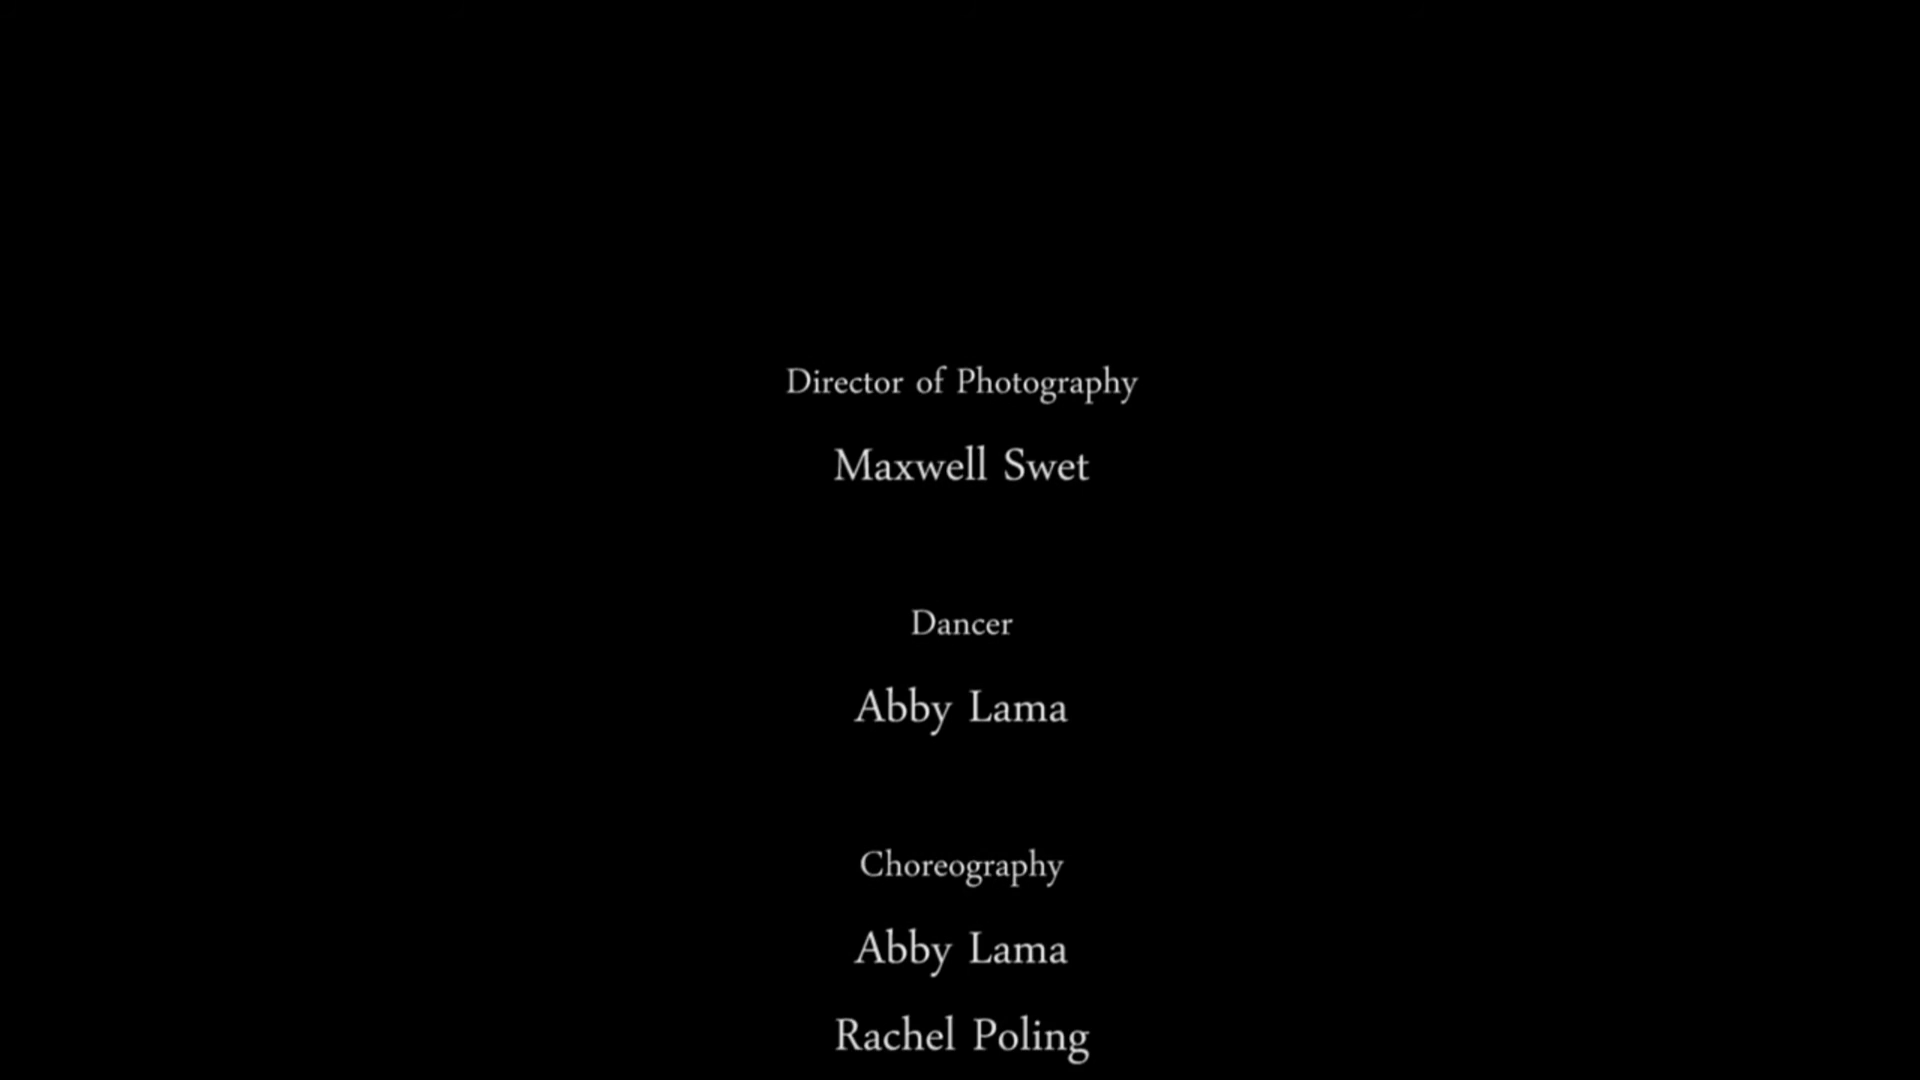 Director of Photography
Maxwell Swet
Dancer
Abby Lama
Choreography
Abby Lama
Rachel Poling